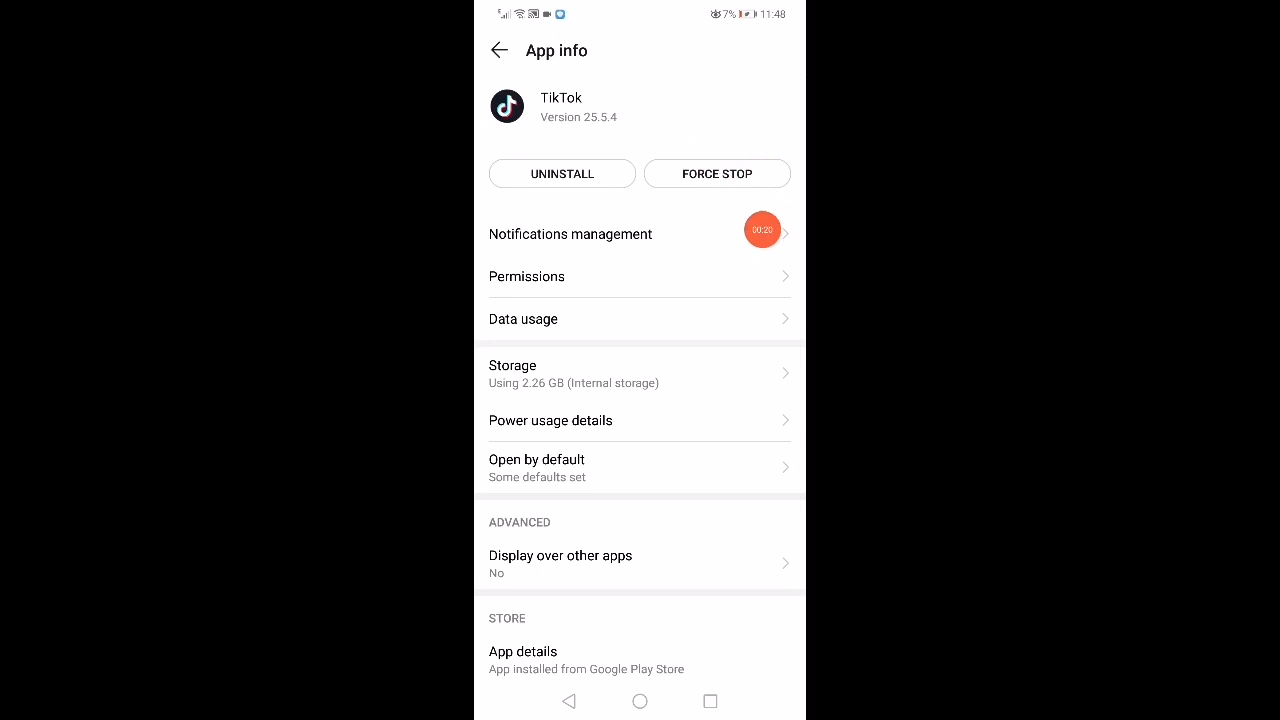 7% 11:48
App info
TikTok
Version 25.5.4
UNINSTALL FORCE STOP
Notifications management
00:20
Permissions
Data usage
Storage
Using 2.26 GB (Internal storage)
Power usage details
Open by default
Some defaults set
ADVANCED
Display over other apps
No
STORE
App details
App installed from Google Play Store